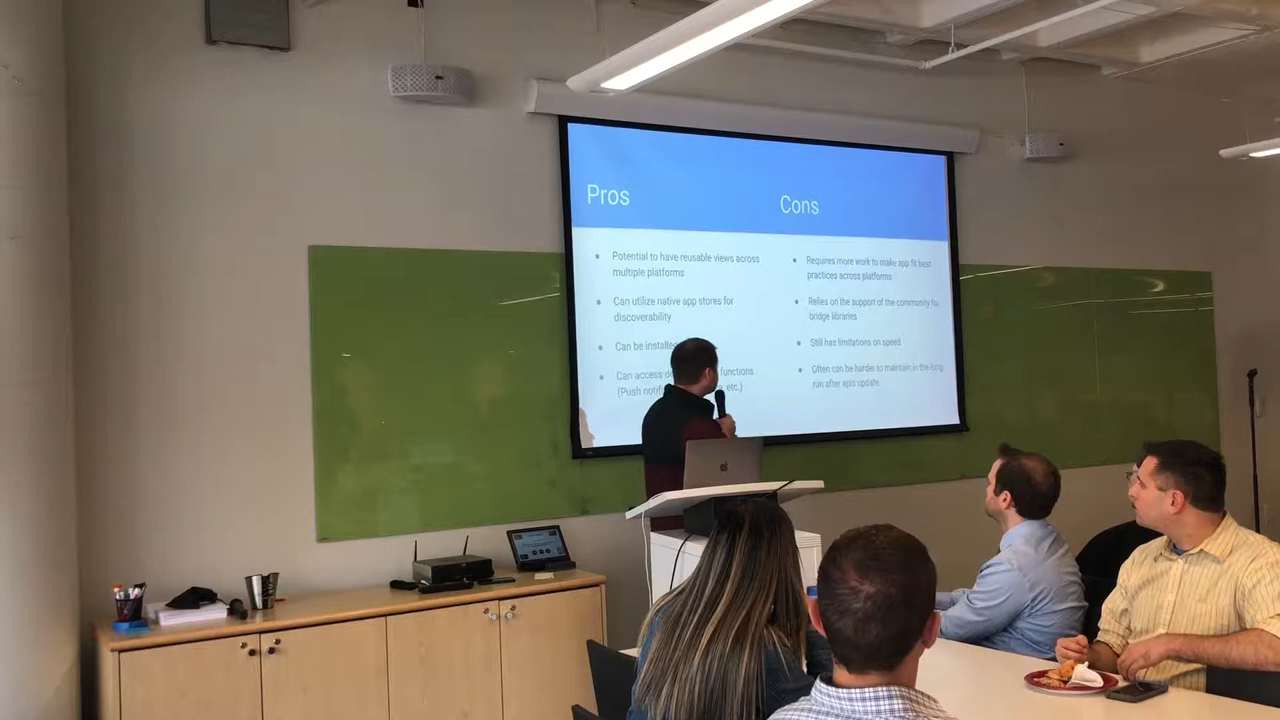 Pros
Potential to have reusable views across
multiple platforms
Can utilize native app stores for
discoverability
Can be installed
Can access functions
(Push etc.)
Cons
Requires more work to make app fit best
practices across platforms
Relies on the support of the community for
bridge libraries
Still has limitations on speed
Often can be harder to maintain in the long
run after apis update